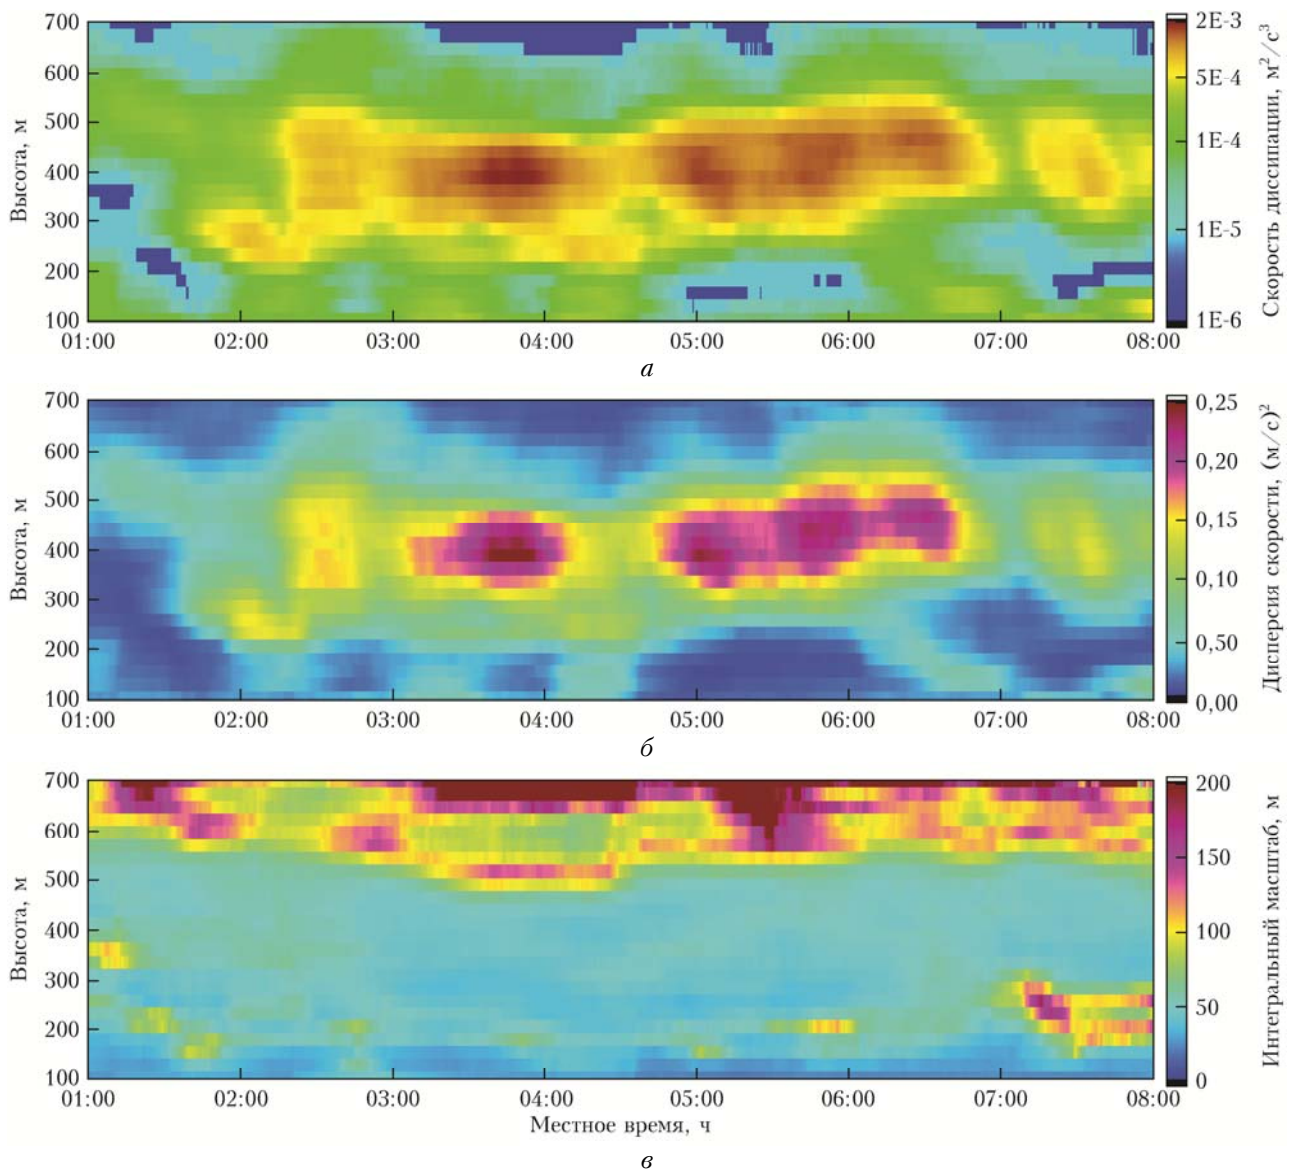 700
600
500
400
300
200
100
Высота, м
01:00 02:00 03:00 04:00 05:00 06:00 07:00 08:00
2E-3
5E-4
1E-4
1E-5
1E-6
Скорость диссипации, м²/с³
а
700
600
500
400
300
200
100
Высота, м
01:00 02:00 03:00 04:00 05:00 06:00 07:00 08:00
0,25
0,20
0,15
0,10
0,50
0,00
Дисперсия скорости, (м/с)²
б
700
600
500
400
300
200
100
Высота, м
01:00 02:00 03:00 04:00 05:00 06:00 07:00 08:00
Местное время, ч
200
150
100
50
0
Интегральный масштаб, м
в